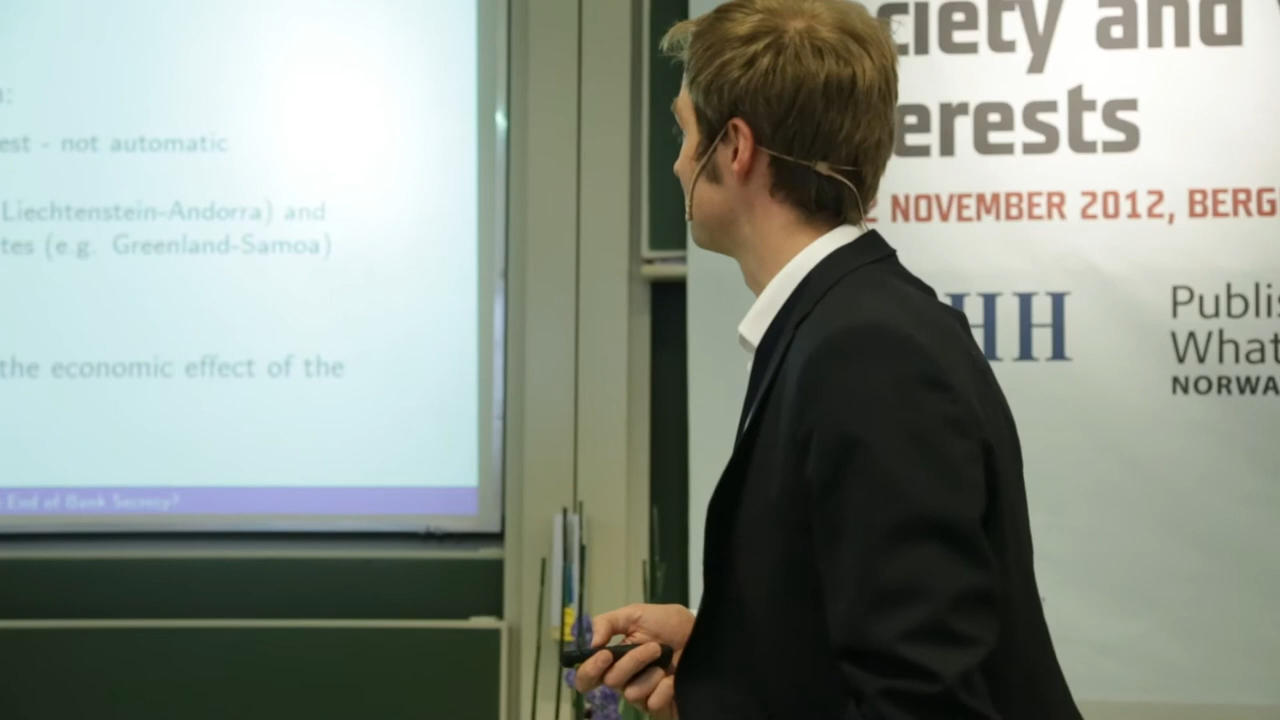 est - not automatic
Liechtenstein-Andorra) and
tes (e.g. Greenland-Samoa)
the economic effect of the
End of Bank Secrecy?
ciety and
erests
2 NOVEMBER 2012, BERG
HH
Publis
What
NORWA